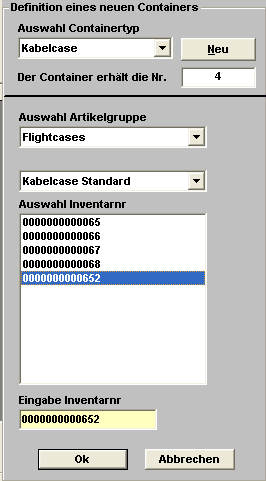 Definition eines neuen Containers
Auswahl Containertyp
Kabelcase
Neu
Der Container erhält die Nr.
4
Auswahl Artikelgruppe
Flightcases
Kabelcase Standard
Auswahl Inventarnr
0000000000065
0000000000066
0000000000067
0000000000068
0000000000652
Eingabe Inventarnr
0000000000652
Ok
Abbrechen